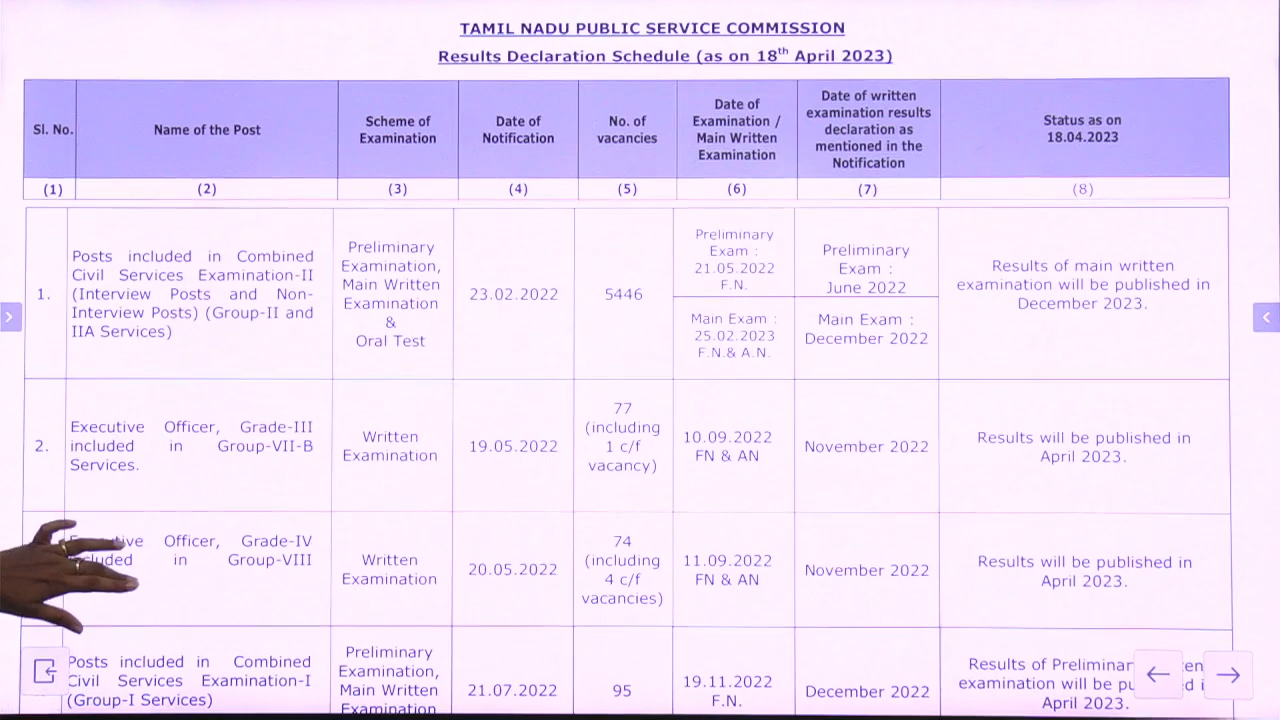 TAMIL NADU PUBLIC SERVICE COMMISSION
Results Declaration Schedule (as on 18th April 2023)
Sl. No.
Name of the Post
Scheme of
Examination
Date of
Notification
No. of
vacancies
Date of
Examination /
Main Written
Examination
Date of written
examination results
declaration as
mentioned in the
Notification
Status as on
18.04.2023
(1)
(2)
(3)
(4)
(5)
(6)
(7)
(8)
1.
Posts included in Combined
Civil Services Examination-II
(Interview Posts and Non-
Interview Posts) (Group-II and
IIA Services)
Preliminary
Examination,
Main Written
Examination
&
Oral Test
23.02.2022
5446
Preliminary
Exam :
21.05.2022
F.N.
Main Exam :
25.02.2023
F.N.& A.N.
Preliminary
Exam :
June 2022
Main Exam :
December 2022
Results of main written
examination will be published in
December 2023.
2.
Executive Officer, Grade-III
included in Group-VII-B
Services.
Written
Examination
19.05.2022
77
(including
1 c/f
vacancy)
10.09.2022
FN & AN
November 2022
Results will be published in
April 2023.
Officer, Grade-IV
in Group-VIII
Written
Examination
20.05.2022
74
(including
4 c/f
vacancies)
11.09.2022
FN & AN
November 2022
Results will be published in
April 2023.
Posts included in Combined
Civil Services Examination-I
(Group-I Services)
Preliminary
Examination,
Main Written
Examination
21.07.2022
95
19.11.2022
F.N.
December 2022
Results of
examination will be
April 2023.